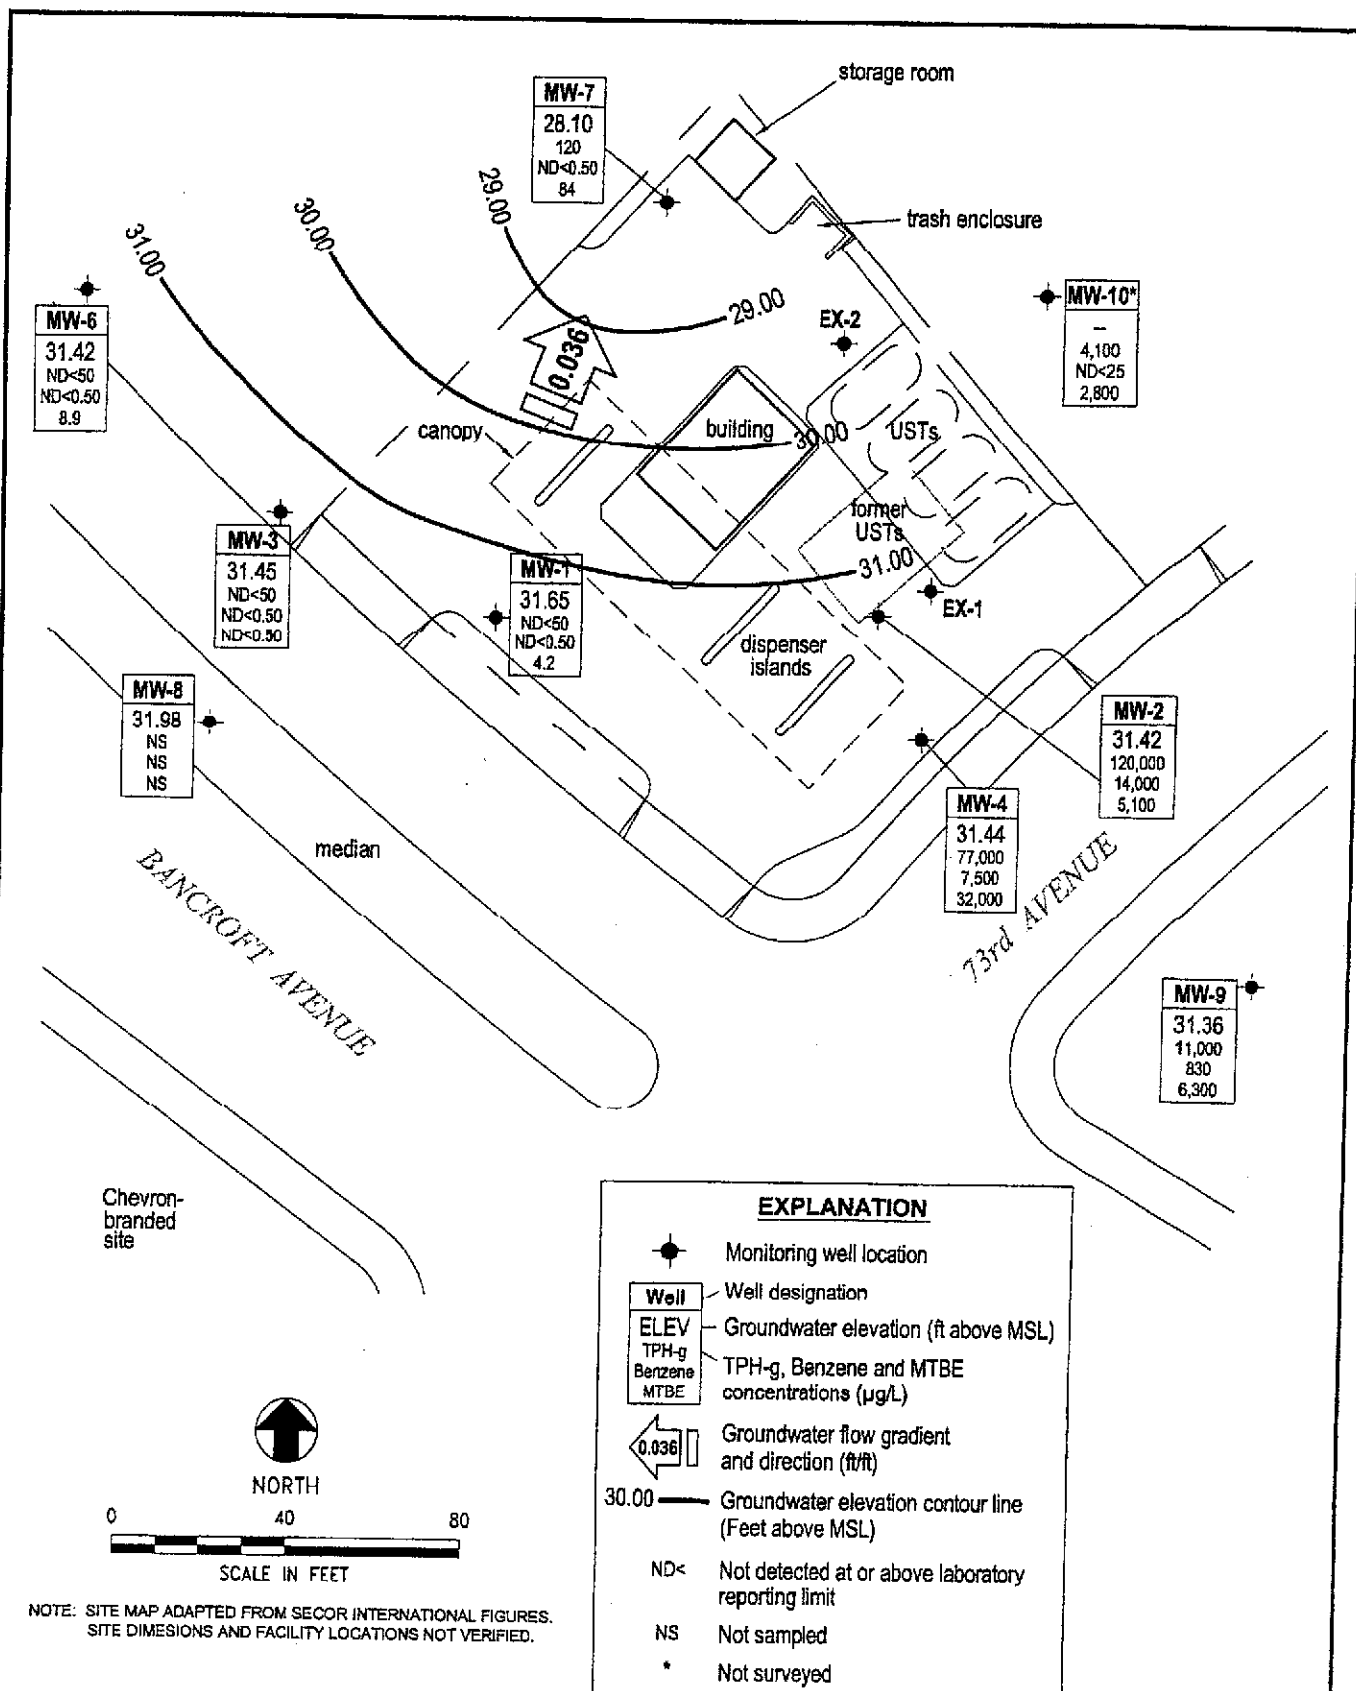 storage room
MW-7
28.10
120
ND<0.50
84
trash enclosure
29.00
30.00
31.00
29.00
MW-6
31.42
ND<50
ND<0.50
8.9
EX-2
MW-10*
–
4,100
ND<25
2,800
0.036
canopy
building
30.00
USTs
former
USTs
31.00
MW-3
31.45
ND<50
ND<0.50
ND<0.50
MW-1
31.65
ND<50
ND<0.50
4.2
EX-1
dispenser
islands
MW-8
31.98
NS
NS
NS
MW-2
31.42
120,000
14,000
5,100
MW-4
31.44
77,000
7,500
32,000
median
BANCROFT AVENUE
73rd AVENUE
MW-9
31.36
11,000
830
6,300
Chevron-
branded
site
EXPLANATION
Monitoring well location
Well
Well designation
ELEV
Groundwater elevation (ft above MSL)
TPH-g
Benzene
MTBE
TPH-g, Benzene and MTBE
concentrations (µg/L)
0.036
Groundwater flow gradient
and direction (ft/ft)
30.00
Groundwater elevation contour line
(Feet above MSL)
ND<
Not detected at or above laboratory
reporting limit
NS
Not sampled
*
Not surveyed
NORTH
0 40 80
SCALE IN FEET
NOTE: SITE MAP ADAPTED FROM SECOR INTERNATIONAL FIGURES.
SITE DIMESIONS AND FACILITY LOCATIONS NOT VERIFIED.